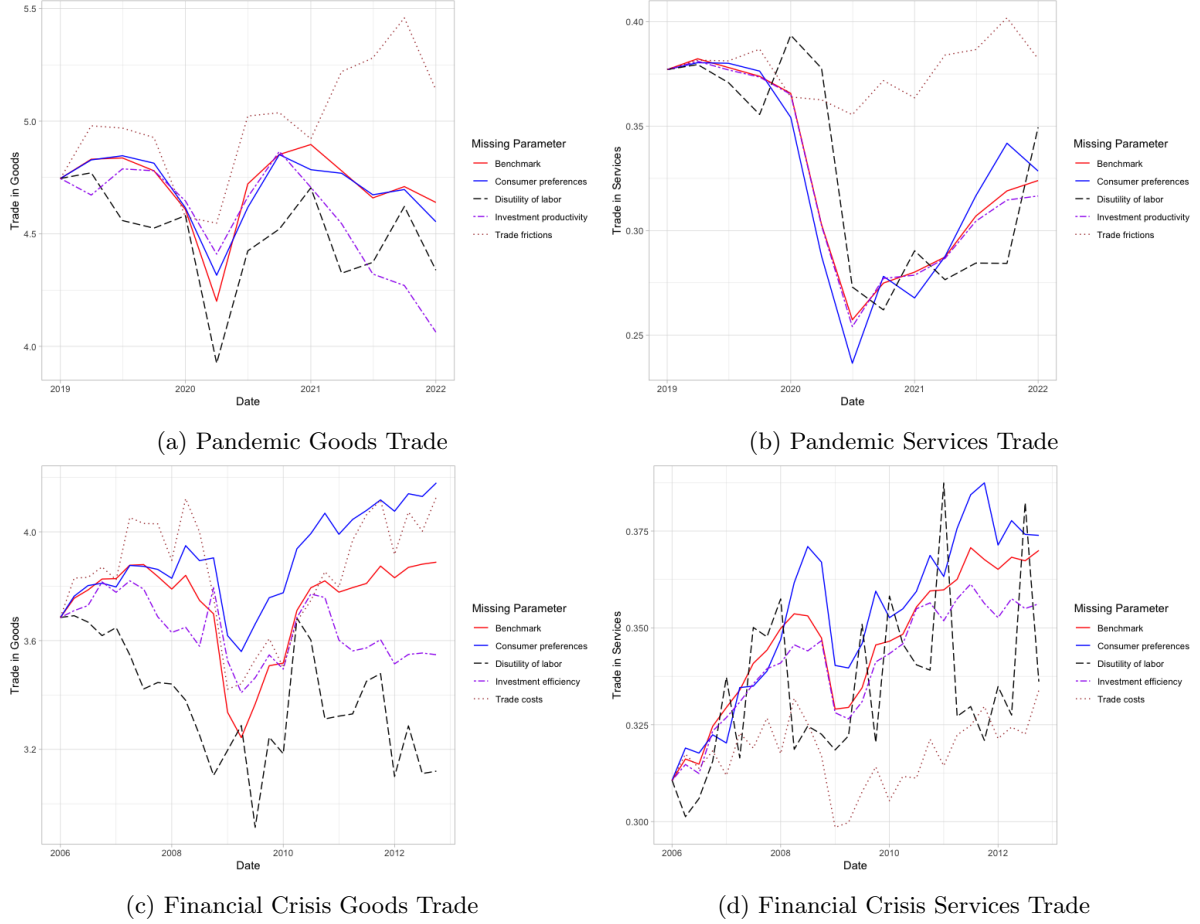 5.5
5.0
4.5
4.0
Trade in Goods
2019
2020
2021
2022
Date
Missing Parameter
Benchmark
Consumer preferences
Disutility of labor
Investment productivity
Trade frictions
(a) Pandemic Goods Trade
0.40
0.35
0.30
0.25
Trade in Services
2019
2020
2021
2022
Date
Missing Parameter
Benchmark
Consumer preferences
Disutility of labor
Investment productivity
Trade frictions
(b) Pandemic Services Trade
4.0
3.6
3.2
Trade in Goods
2006
2008
2010
2012
Date
Missing Parameter
Benchmark
Consumer preferences
Disutility of labor
Investment efficiency
Trade costs
(c) Financial Crisis Goods Trade
0.375
0.350
0.325
0.300
Trade in Services
2006
2008
2010
2012
Date
Missing Parameter
Benchmark
Consumer preferences
Disutility of labor
Investment efficiency
Trade costs
(d) Financial Crisis Services Trade